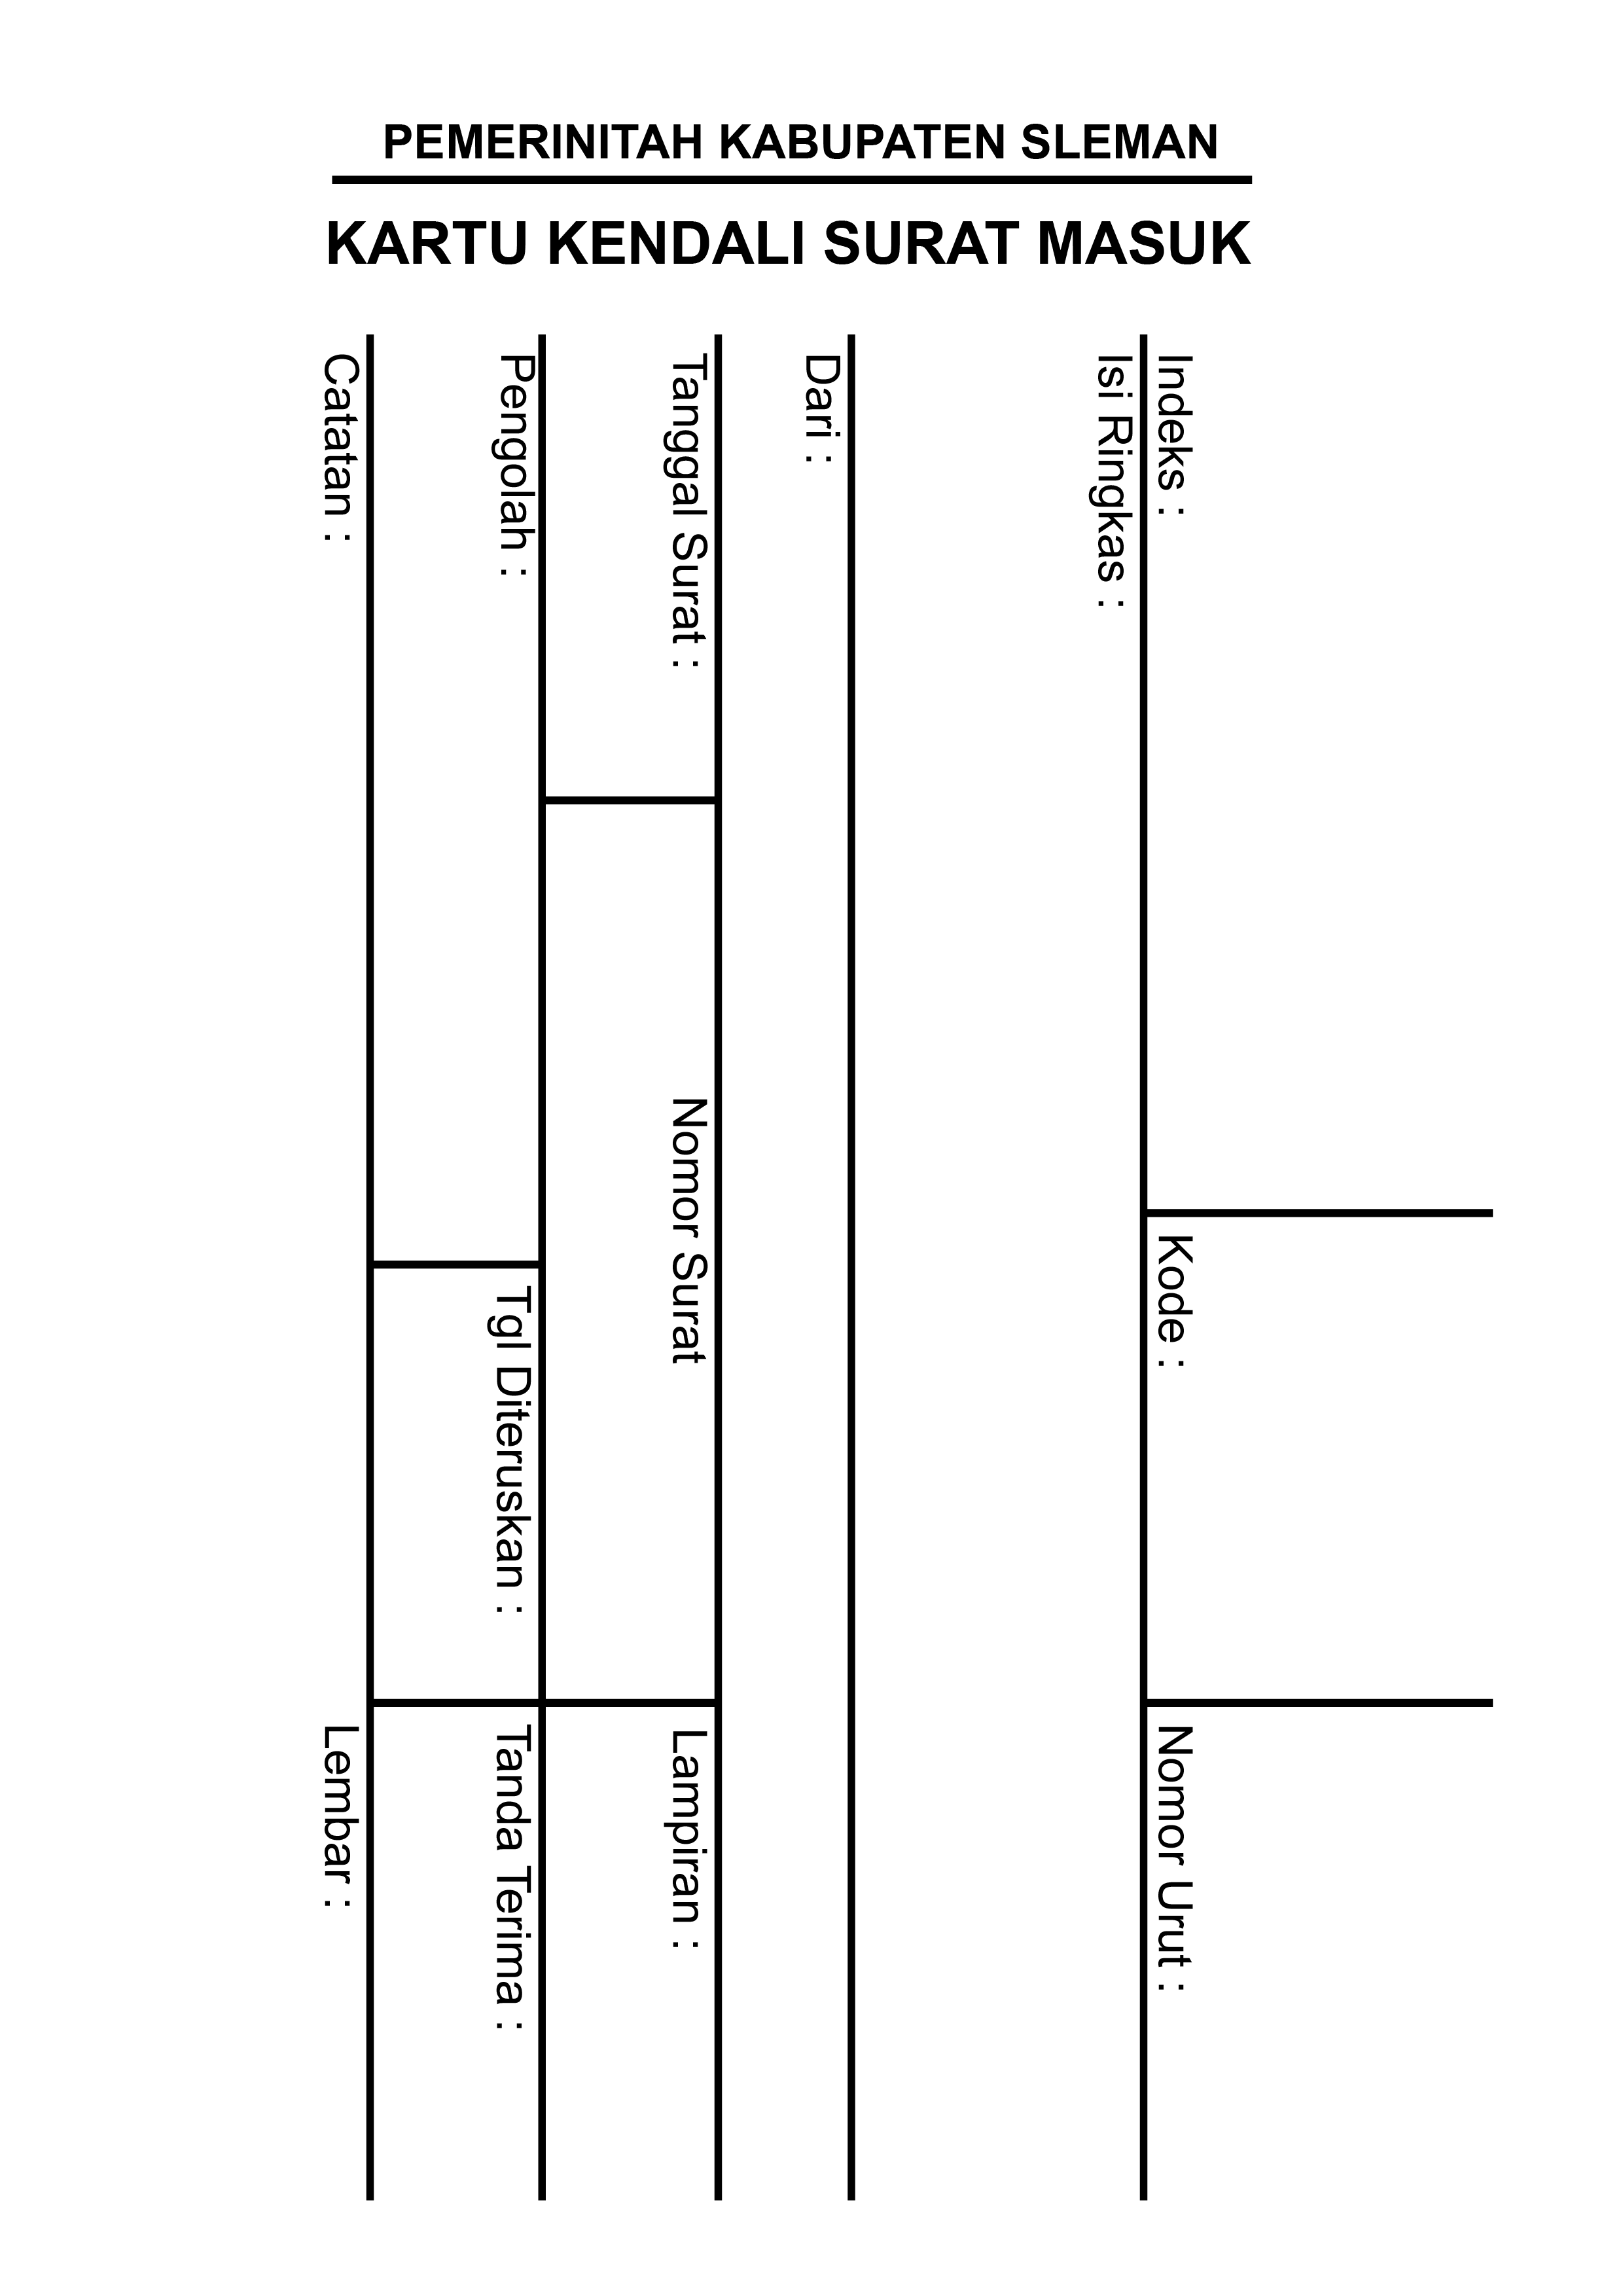 PEMERINITAH KABUPATEN SLEMAN
KARTU KENDALI SURAT MASUK
Indeks :
Kode :
Nomor Urut :
Isi Ringkas :
Dari :
Tanggal Surat :
Nomor Surat
Lampiran :
Pengolah :
Tgl Diteruskan :
Tanda Terima :
Catatan :
Lembar :